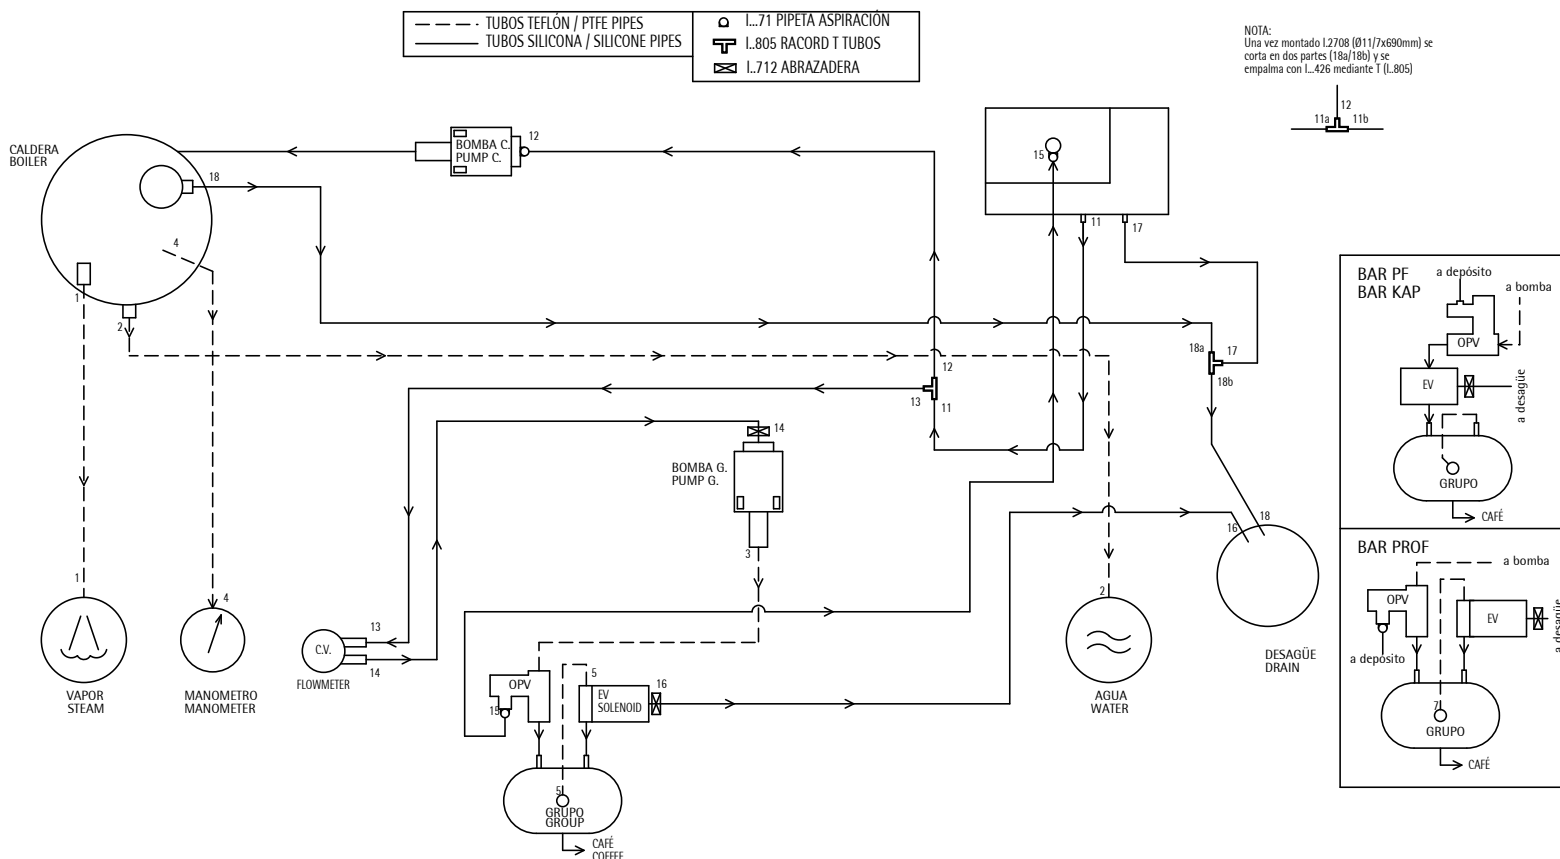 TUBOS TEFLÓN / PTFE PIPES
TUBOS SILICONA / SILICONE PIPES
I...71 PIPETA ASPIRACIÓN
I..805 RACORD T TUBOS
I..712 ABRAZADERA
NOTA:
Una vez montado I.2708 (Ø11/7x690mm) se
corta en dos partes (18a/18b) y se
empalma con I...426 mediante T (I..805)
12
11a
11b
CALDERA
BOILER
18
4
1
2
BOMBA C.
PUMP C.
12
15
11
17
18a
17
18b
12
13
11
14
BOMBA G.
PUMP G.
3
16
18
DESAGÜE
DRAIN
1
VAPOR
STEAM
4
MANOMETRO
MANOMETER
C.V.
13
14
FLOWMETER
OPV
15
5
EV
SOLENOID
16
5
GRUPO
GROUP
CAFÉ
COFFEE
2
AGUA
WATER
BAR PF
BAR KAP
a depósito
a bomba
OPV
EV
a desagüe
GRUPO
CAFÉ
BAR PROF
a bomba
OPV
EV
a desagüe
a depósito
7
GRUPO
CAFÉ